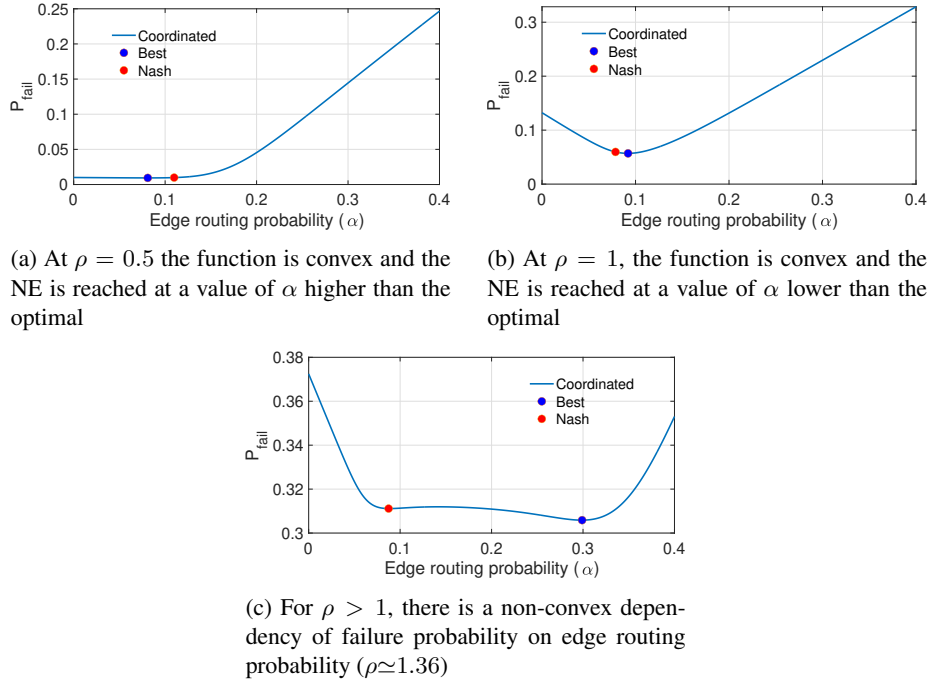 0.25
0.2
0.15
0.1
0.05
0
P_fail
Coordinated
Best
Nash
0 0.1 0.2 0.3 0.4
Edge routing probability (α)
(a) At ρ = 0.5 the function is convex and the
NE is reached at a value of α higher than the
optimal
0.3
0.2
0.1
0
P_fail
Coordinated
Best
Nash
0 0.1 0.2 0.3 0.4
Edge routing probability (α)
(b) At ρ = 1, the function is convex and the
NE is reached at a value of α lower than the
optimal
0.38
0.36
0.34
0.32
0.3
P_fail
Coordinated
Best
Nash
0 0.1 0.2 0.3 0.4
Edge routing probability (α)
(c) For ρ > 1, there is a non-convex depen-
dency of failure probability on edge routing
probability (ρ≃1.36)